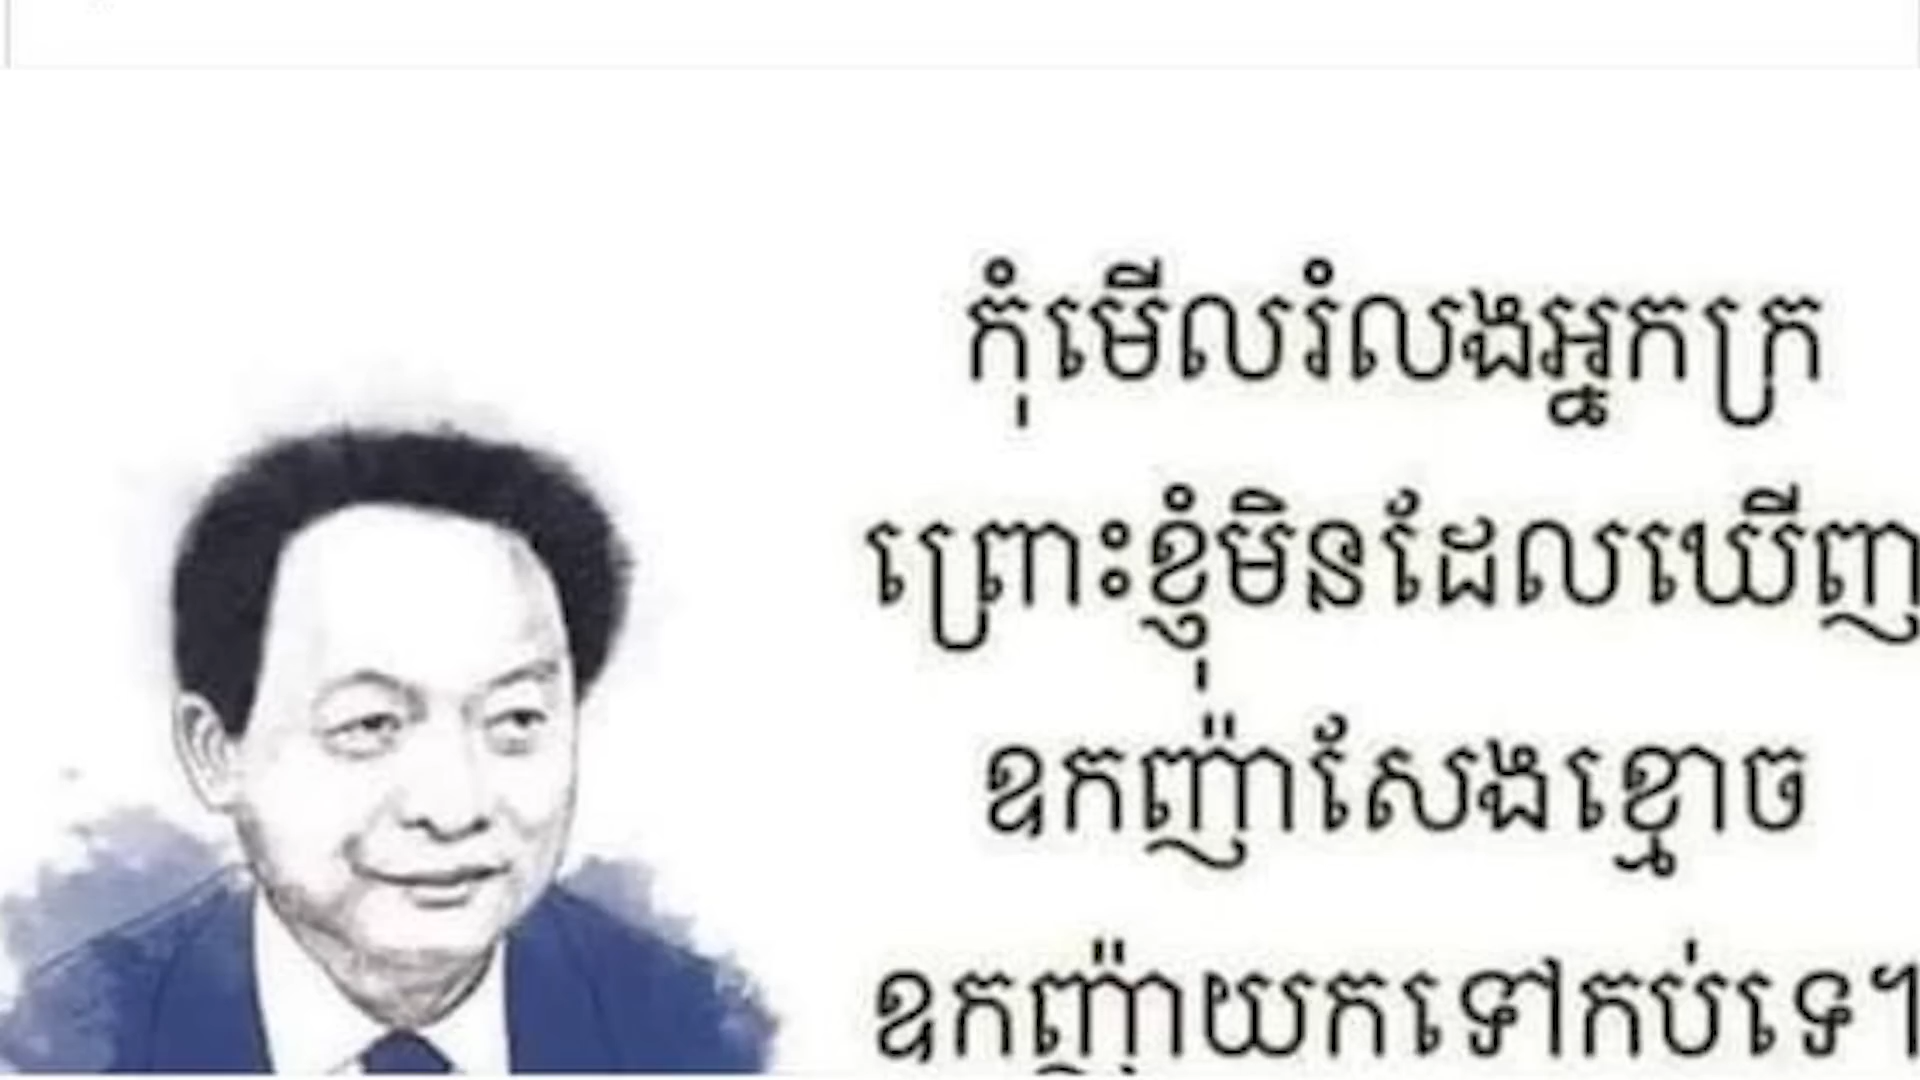 កុំមើលរំលងអ្នកក្រ
ព្រោះខ្ញុំមិនដែលឃើញ
ឧកញ៉ាសែងខ្មោច
ឧកញ៉ាយកទៅកប់ទេ។